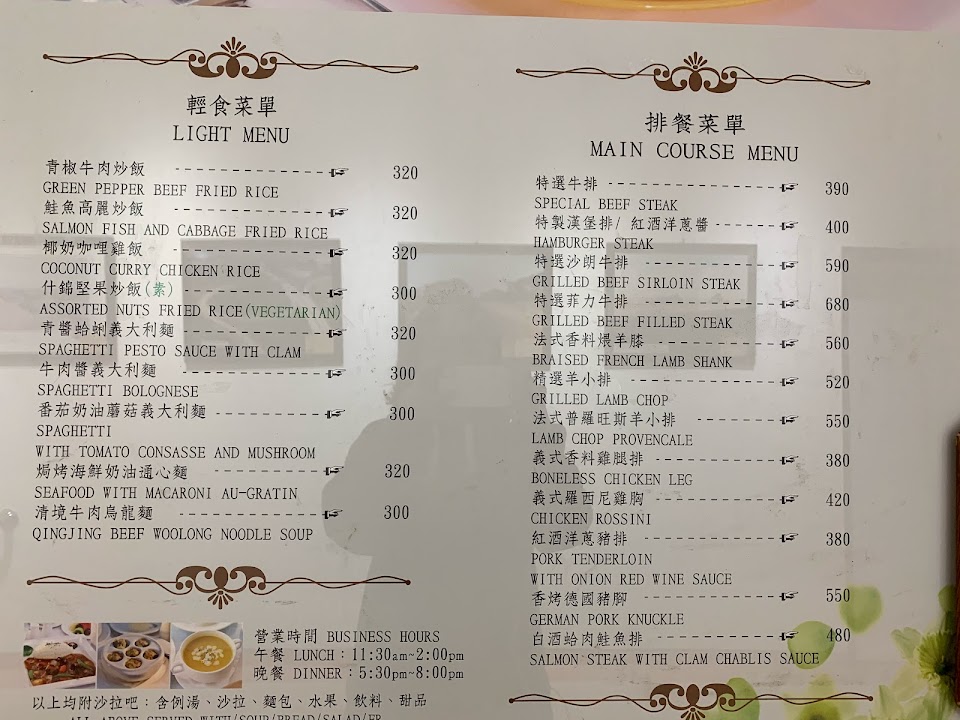 輕食菜單
LIGHT MENU
青椒牛肉炒飯 320
GREEN PEPPER BEEF FRIED RICE
鮭魚高麗炒飯 320
SALMON FISH AND CABBAGE FRIED RICE
椰奶咖哩雞飯 320
COCONUT CURRY CHICKEN RICE
什錦堅果炒飯(素) 300
ASSORTED NUTS FRIED RICE(VEGETARIAN)
青醬蛤蜊義大利麵 320
SPAGHETTI PESTO SAUCE WITH CLAM
牛肉醬義大利麵 300
SPAGHETTI BOLOGNESE
番茄奶油蘑菇義大利麵 300
SPAGHETTI
WITH TOMATO CONSASSE AND MUSHROOM
焗烤海鮮奶油通心麵 320
SEAFOOD WITH MACARONI AU-GRATIN
清境牛肉烏龍麵 300
QINGJING BEEF WOOLONG NOODLE SOUP
營業時間 BUSINESS HOURS
午餐 LUNCH:11:30am~2:00pm
晚餐 DINNER:5:30pm~8:00pm
以上均附沙拉吧：含例湯、沙拉、麵包、水果、飲料、甜品
ALL ABOVE SERVED WITH/SOUP/BREAD/SALAD/FR
排餐菜單
MAIN COURSE MENU
特選牛排 390
SPECIAL BEEF STEAK
特製漢堡排/ 紅酒洋蔥醬 400
HAMBURGER STEAK
特選沙朗牛排 590
GRILLED BEEF SIRLOIN STEAK
特選菲力牛排 680
GRILLED BEEF FILLED STEAK
法式香料煨羊膝 560
BRAISED FRENCH LAMB SHANK
精選羊小排 520
GRILLED LAMB CHOP
法式普羅旺斯羊小排 550
LAMB CHOP PROVENCALE
義式香料雞腿排 380
BONELESS CHICKEN LEG
義式羅西尼雞胸 420
CHICKEN ROSSINI
紅酒洋蔥豬排 380
PORK TENDERLOIN
WITH ONION RED WINE SAUCE
香烤德國豬腳 550
GERMAN PORK KNUCKLE
白酒蛤肉鮭魚排 480
SALMON STEAK WITH CLAM CHABLIS SAUCE